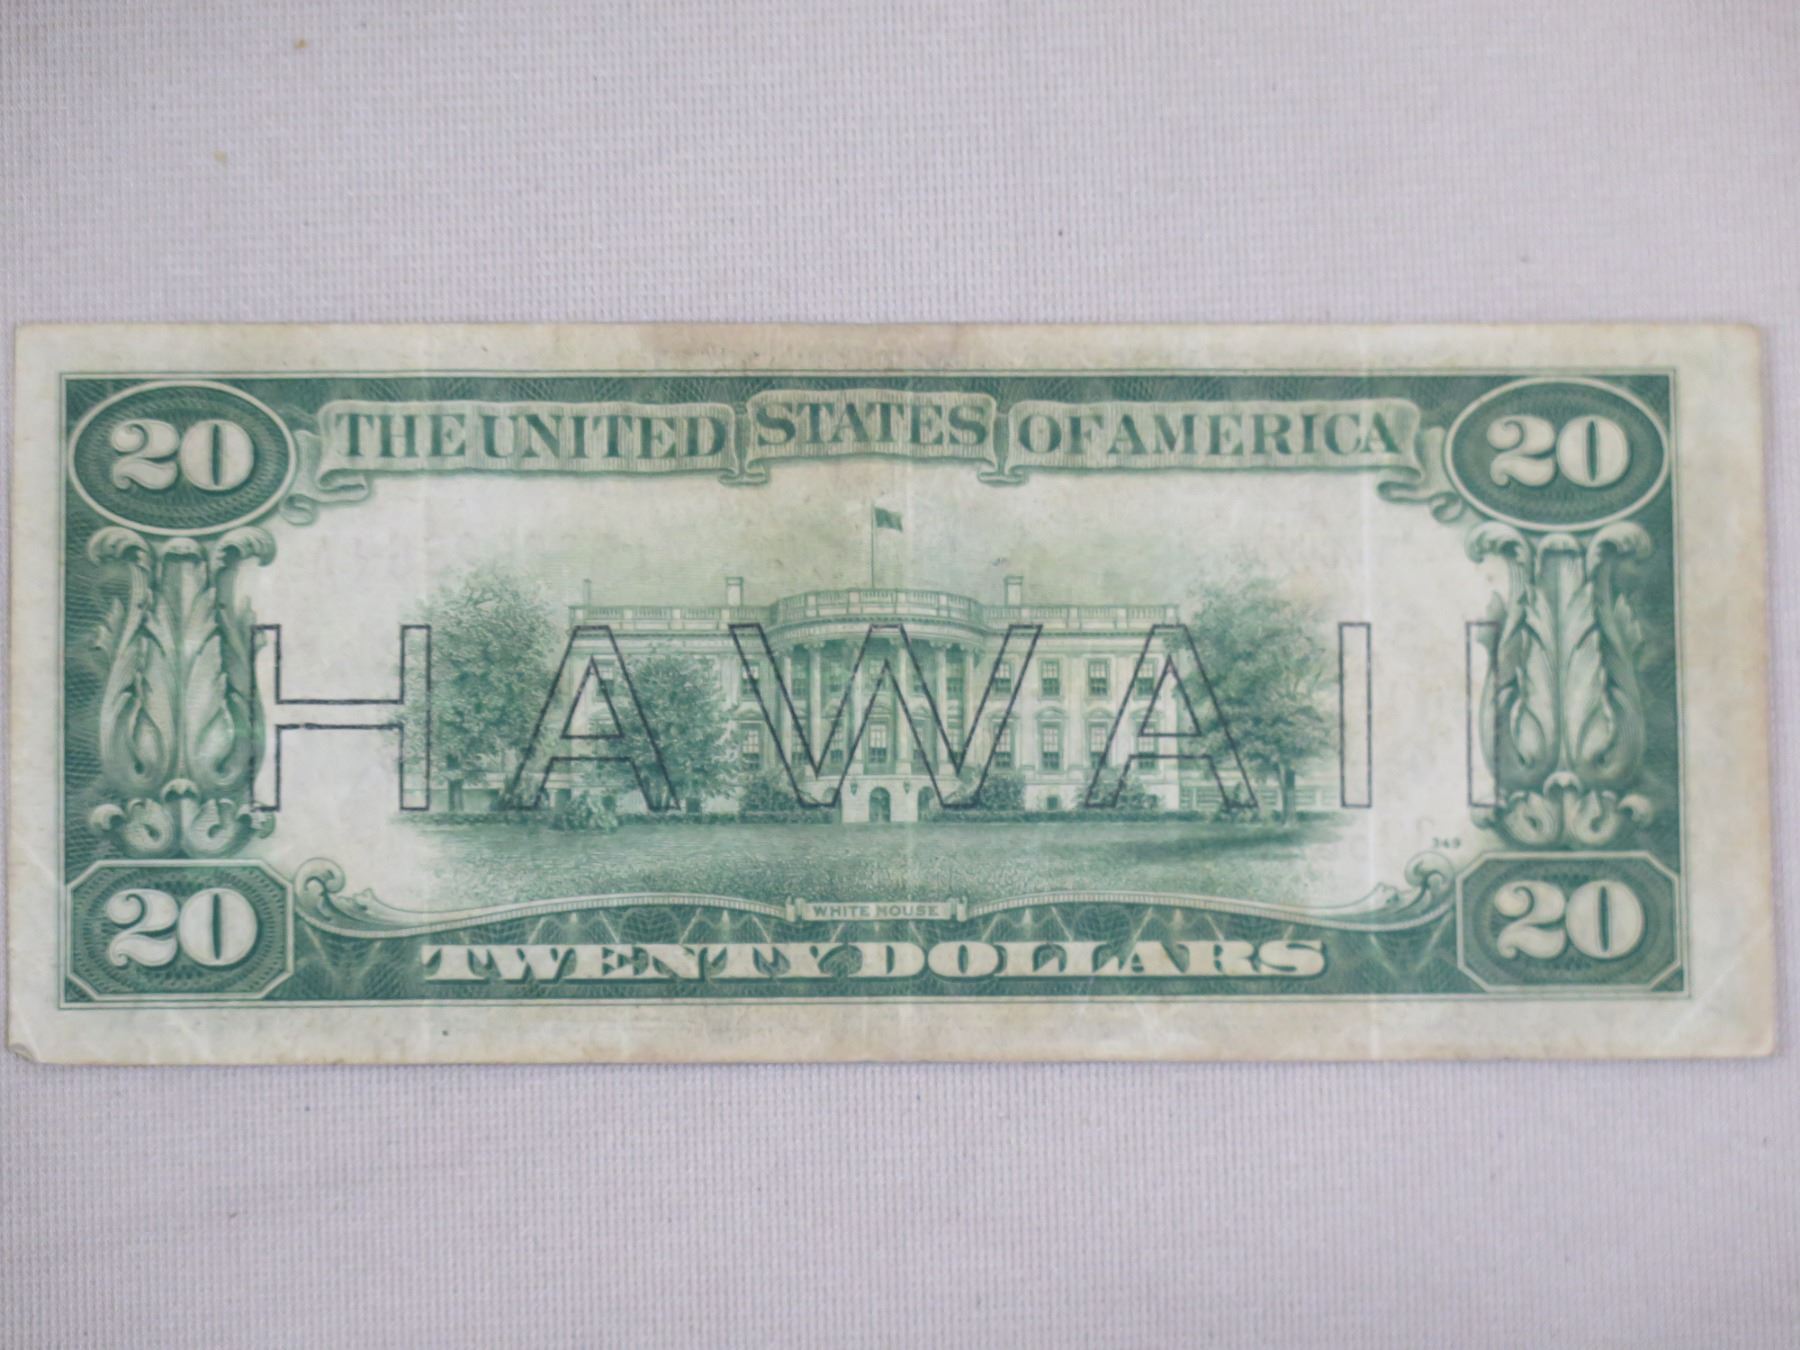 20 THE UNITED STATES OF AMERICA 20
HAWAII
349
WHITE HOUSE
20 TWENTY DOLLARS 20